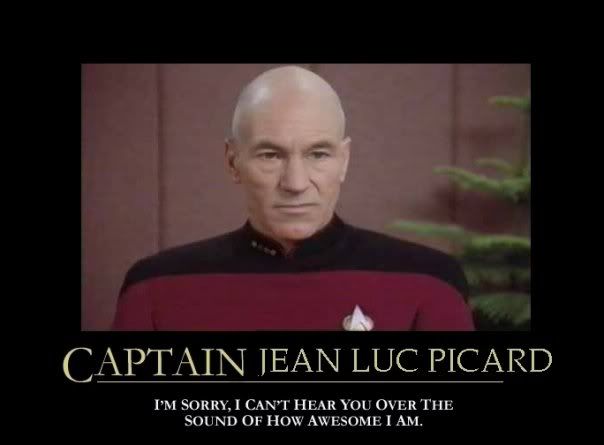 CAPTAIN JEAN LUC PICARD
I'M SORRY, I CAN'T HEAR YOU OVER THE
SOUND OF HOW AWESOME I AM.